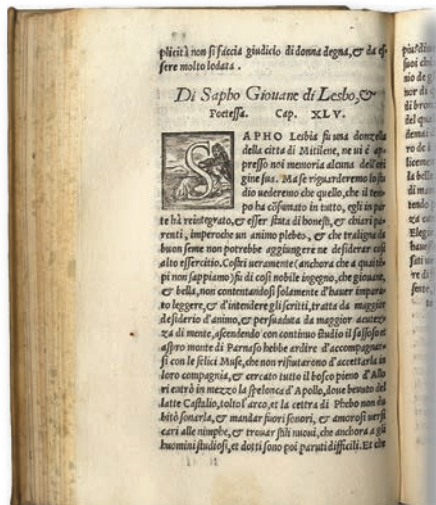 plicità non si faccia giudicio di donna degna, & da es
sere molto lodata.
Di Sapho Giouane di Lesbo, &
Poetessa. Cap. XLV.
SAPHO Lesbia fu una donzella
della citta di Mitilene, ne ui è ap
presso noi memoria alcuna dell'ori
gine sua. Ma se riguarderemo lo stu
dio uederemo che quello, che il tem
po ha cōsumato in tutto, egli in par
te hà reintegrato, & esser stata di honesti, & chiari pa
renti, imperoche un animo plebeo, & che traligna da
buon seme non potrebbe aggiungere ne desiderar cosi
alto essercitio. Costei ueramente (anchora che a quai tē
pi non sappiamo) fu di cosi nobile ingegno, che giouane,
& bella, non contentandosi solamente d'hauer impara
to leggere, & d'intendere gli scritti, tratta da maggior
desiderio d'animo, & persuaduta da maggior acutez
za di mente, ascendendo con continuo studio il sassoso et
aspro monte di Parnaso hebbe ardire d'accompagnar
si con le felici Muse, che non rifiutarono d'accettarla in
loro compagnia, & cercato tutto il bosco pieno d'Allo
ri entrò in mezzo la spelonca d'Apollo, doue beuuto del
latte Castalio, tolto l'arco, et la cettra di Phebo non du
bitò sonarla, & mandar fuori sonori, & amorosi uersi
cari alle nimphe, & trouar stili nuoui, che anchora a gli
huomini studiosi, et dotti sono poi paruti difficili. Et che